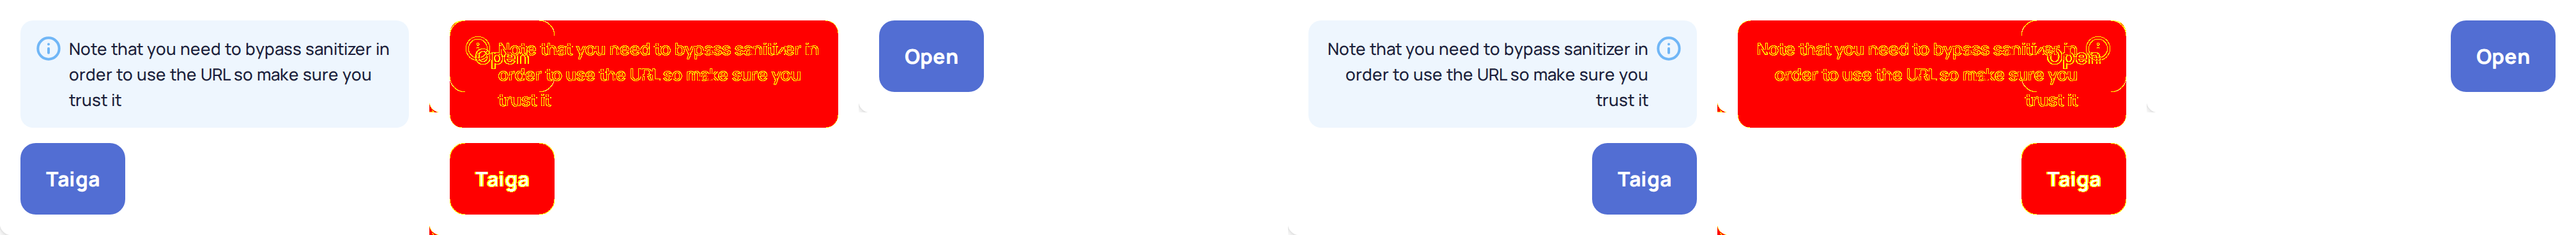 Note that you need to bypass sanitizer in
order to use the URL so make sure you
trust it
Taiga
Note that you need to bypass sanitizer in
Open
order to use the URL so make sure you
trust it
Taiga
Open
Note that you need to bypass sanitizer in
order to use the URL so make sure you
trust it
Taiga
Note that you need to bypass sanitizer in
Open
order to use the URL so make sure you
trust it
Taiga
Open